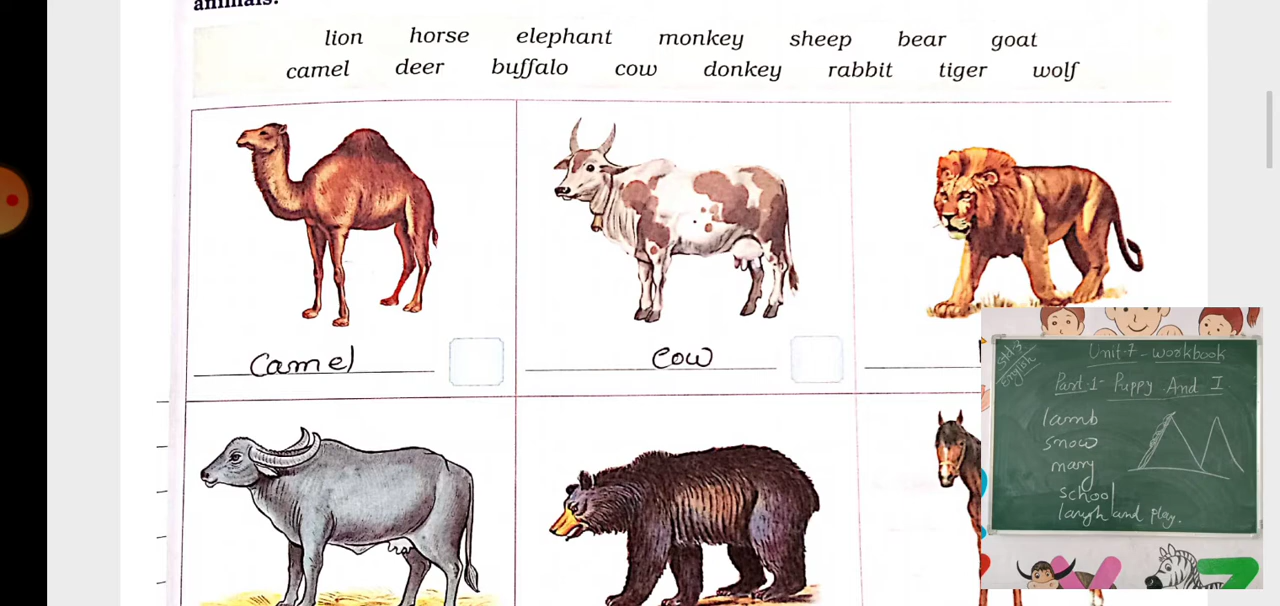 animals.
lion horse elephant monkey sheep bear goat
camel deer buffalo cow donkey rabbit tiger wolf
camel
cow
Std-3
English
Unit-7-workbook
Part-1- Puppy And I
lamb
snow
mary
school
laugh and play.